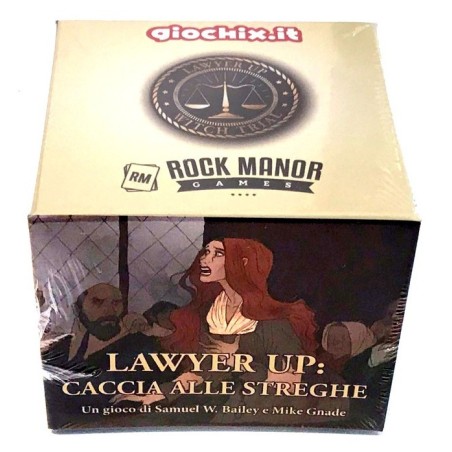 giochix.it
LAWYER UP
WITCH TRIAL
RM
ROCK MANOR
GAMES
LAWYER UP:
CACCIA ALLE STREGHE
Un gioco di Samuel W. Bailey e Mike Gnade